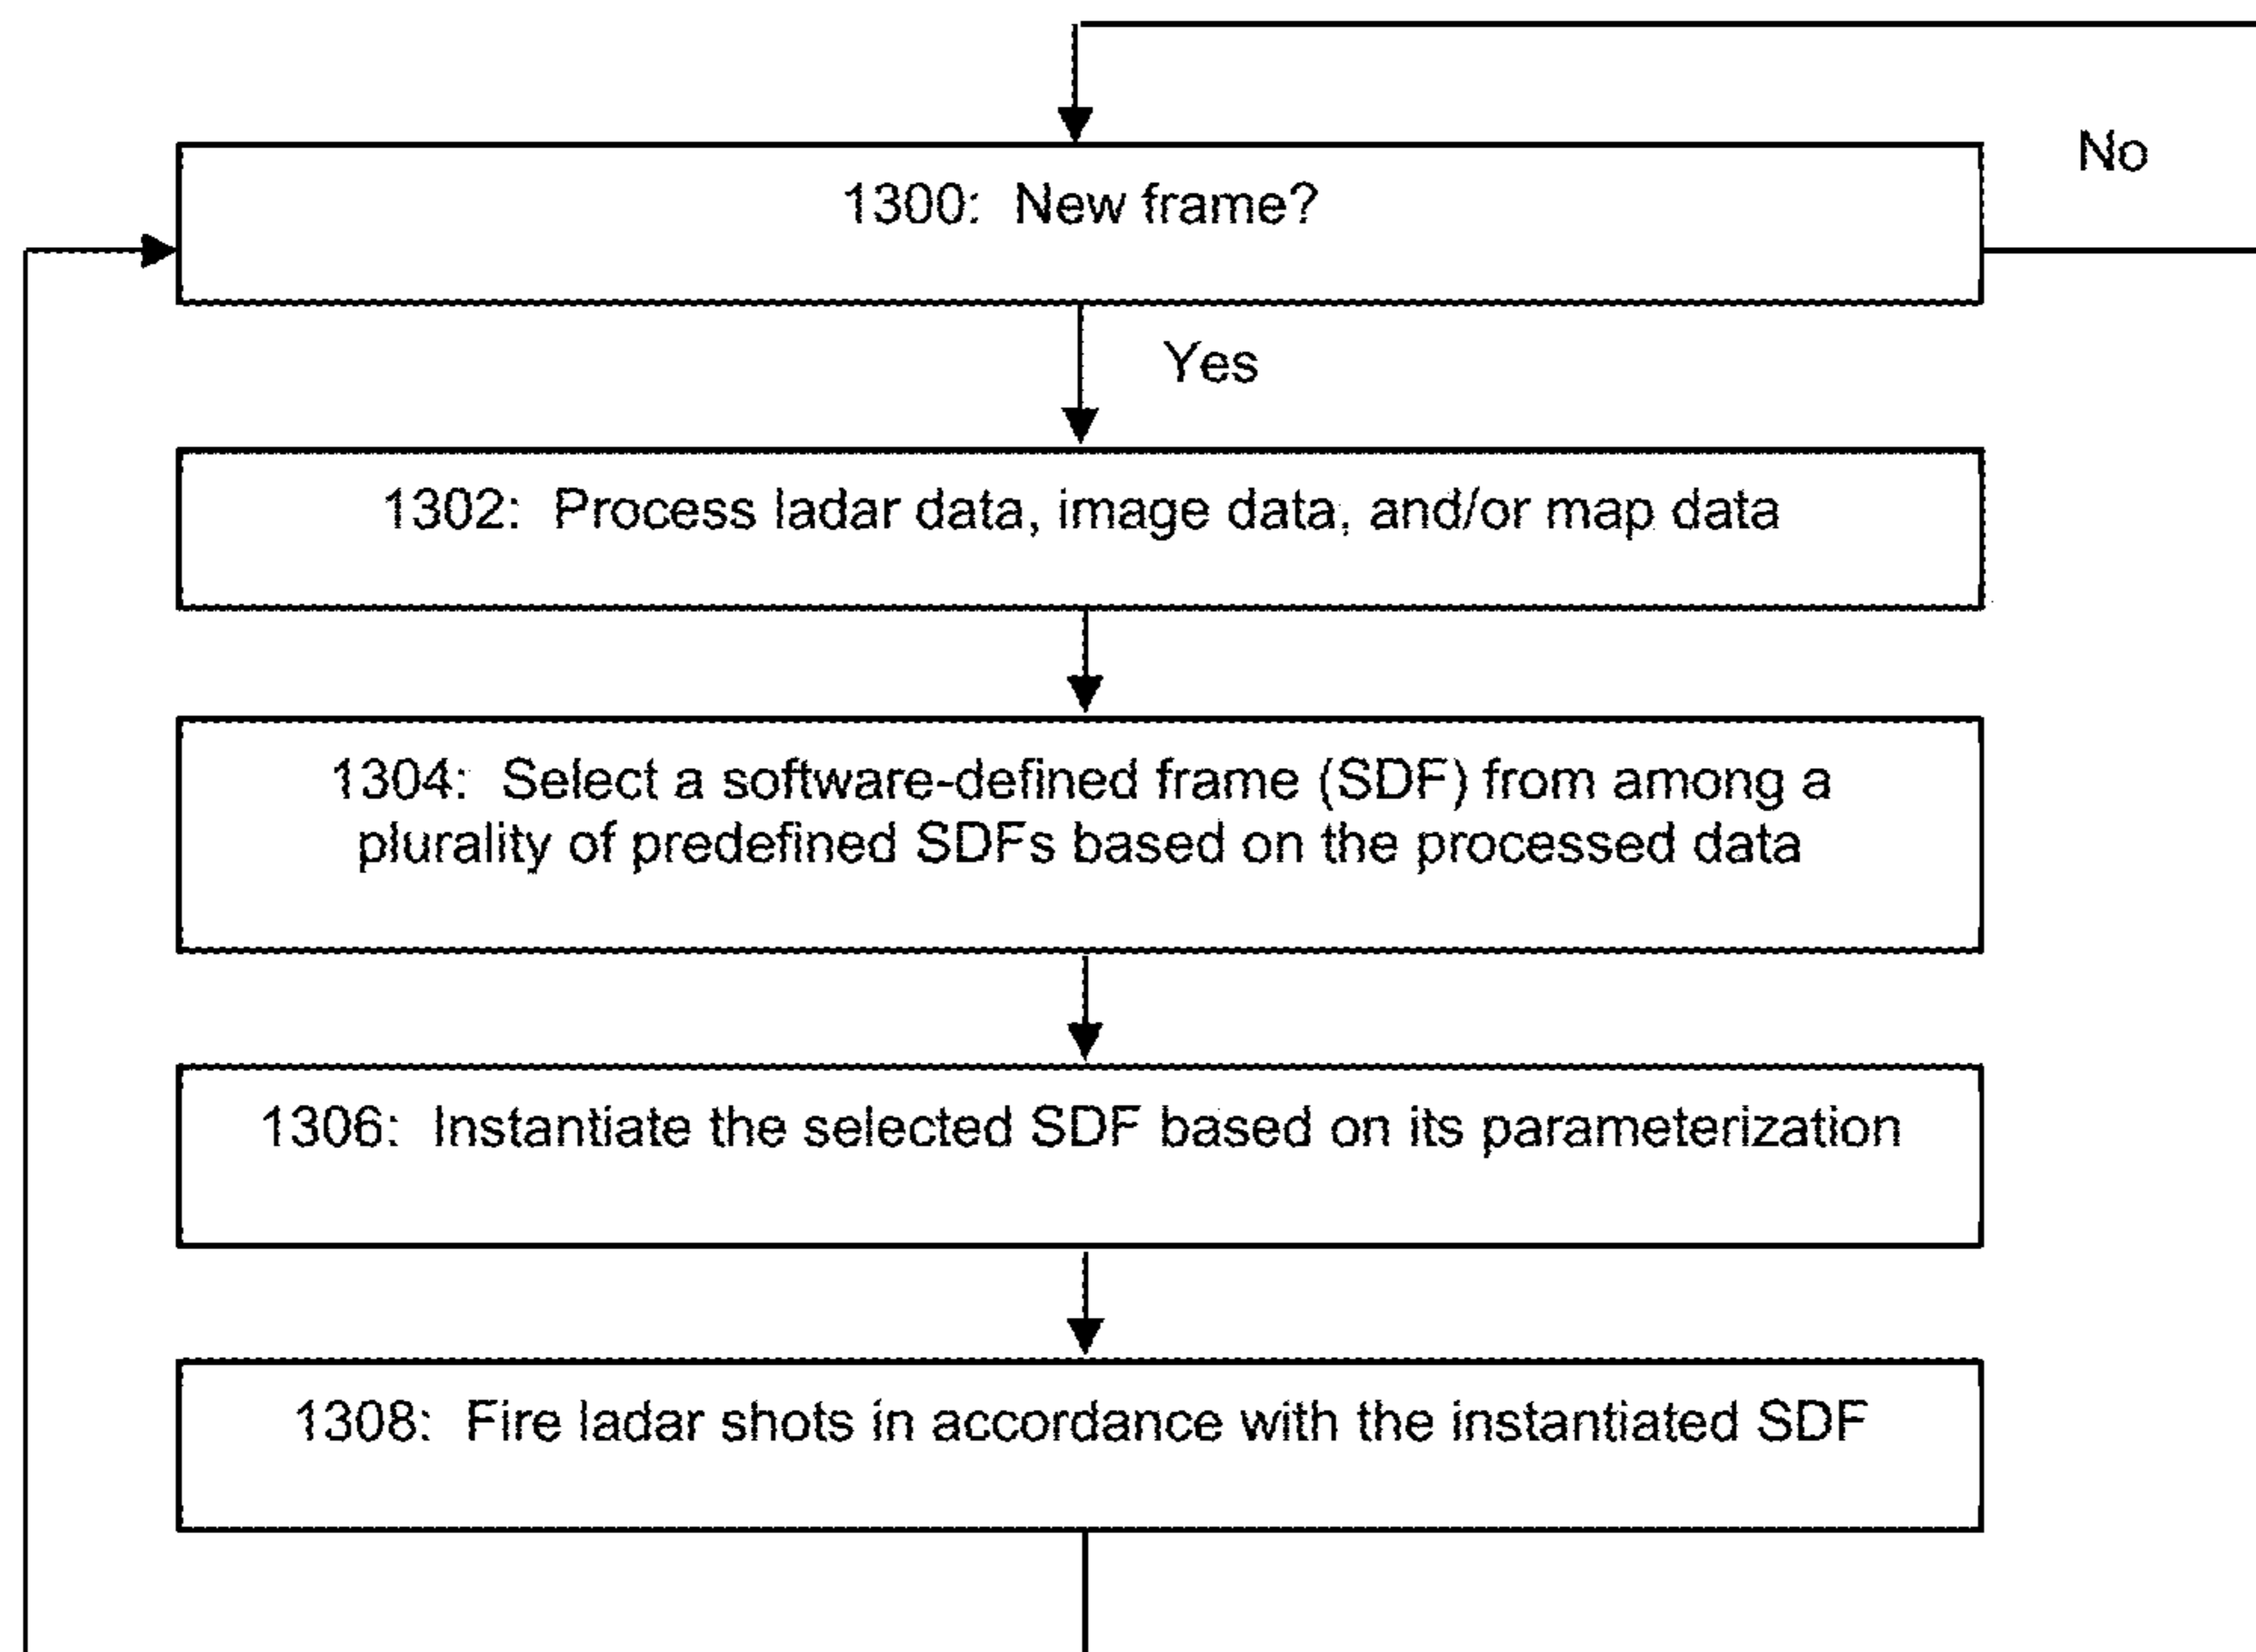 No
1300: New frame?
Yes
1302: Process ladar data, image data, and/or map data
1304: Select a software-defined frame (SDF) from among a
plurality of predefined SDFs based on the processed data
1306: Instantiate the selected SDF based on its parameterization
1308: Fire ladar shots in accordance with the instantiated SDF